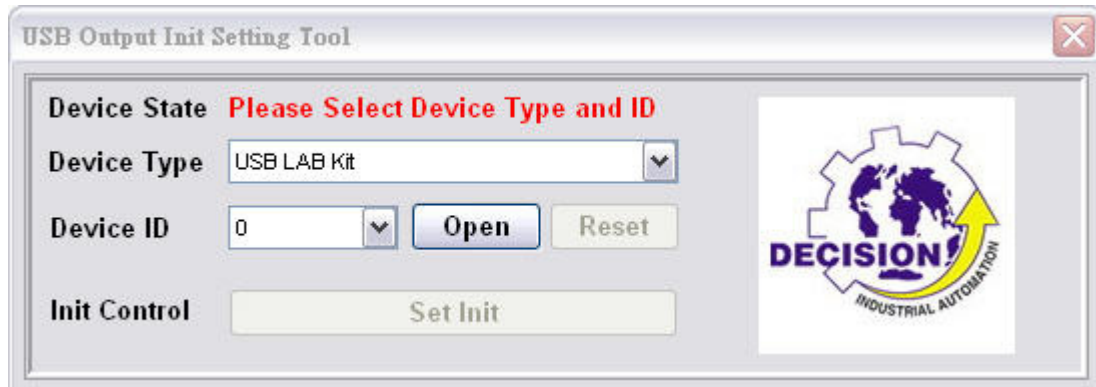 USB Output Init Setting Tool
Device State Please Select Device Type and ID
Device Type USB LAB Kit
Device ID 0 Open Reset
Init Control Set Init
DECISION
INDUSTRIAL AUTOMATION